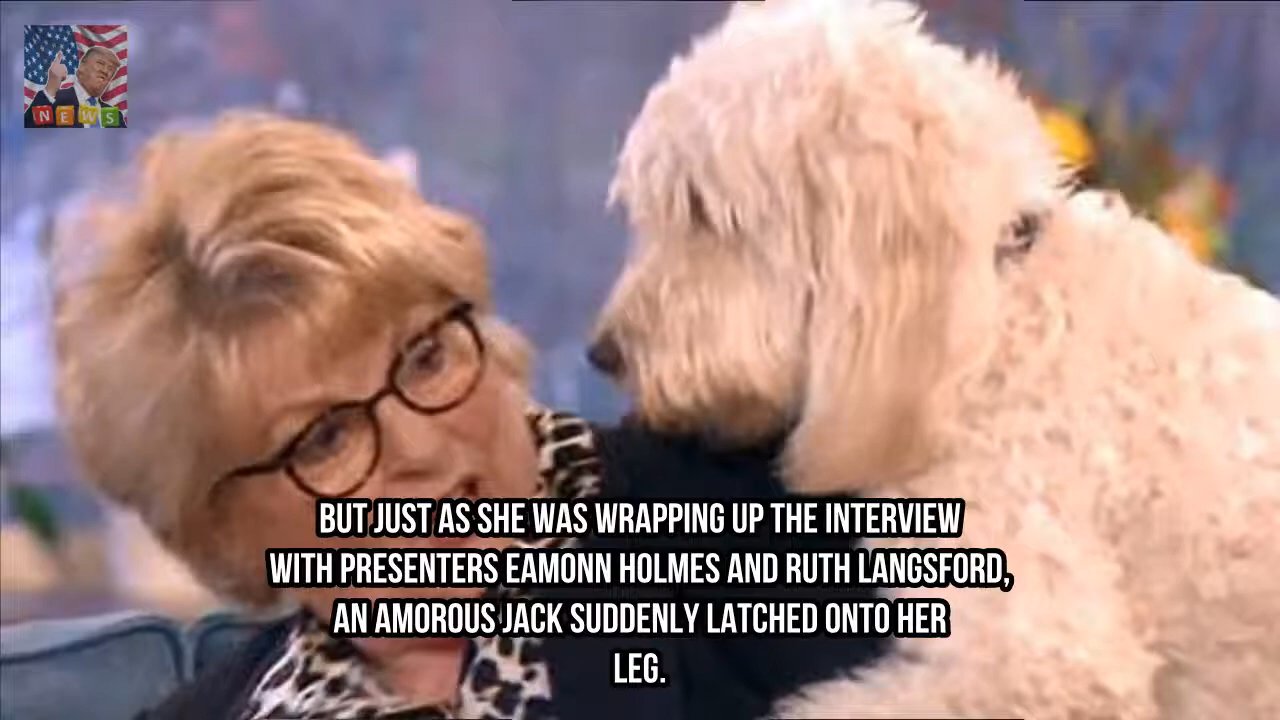 NEWS
BUT JUST AS SHE WAS WRAPPING UP THE INTERVIEW
WITH PRESENTERS EAMONN HOLMES AND RUTH LANGSFORD,
AN AMOROUS JACK SUDDENLY LATCHED ONTO HER
LEG.